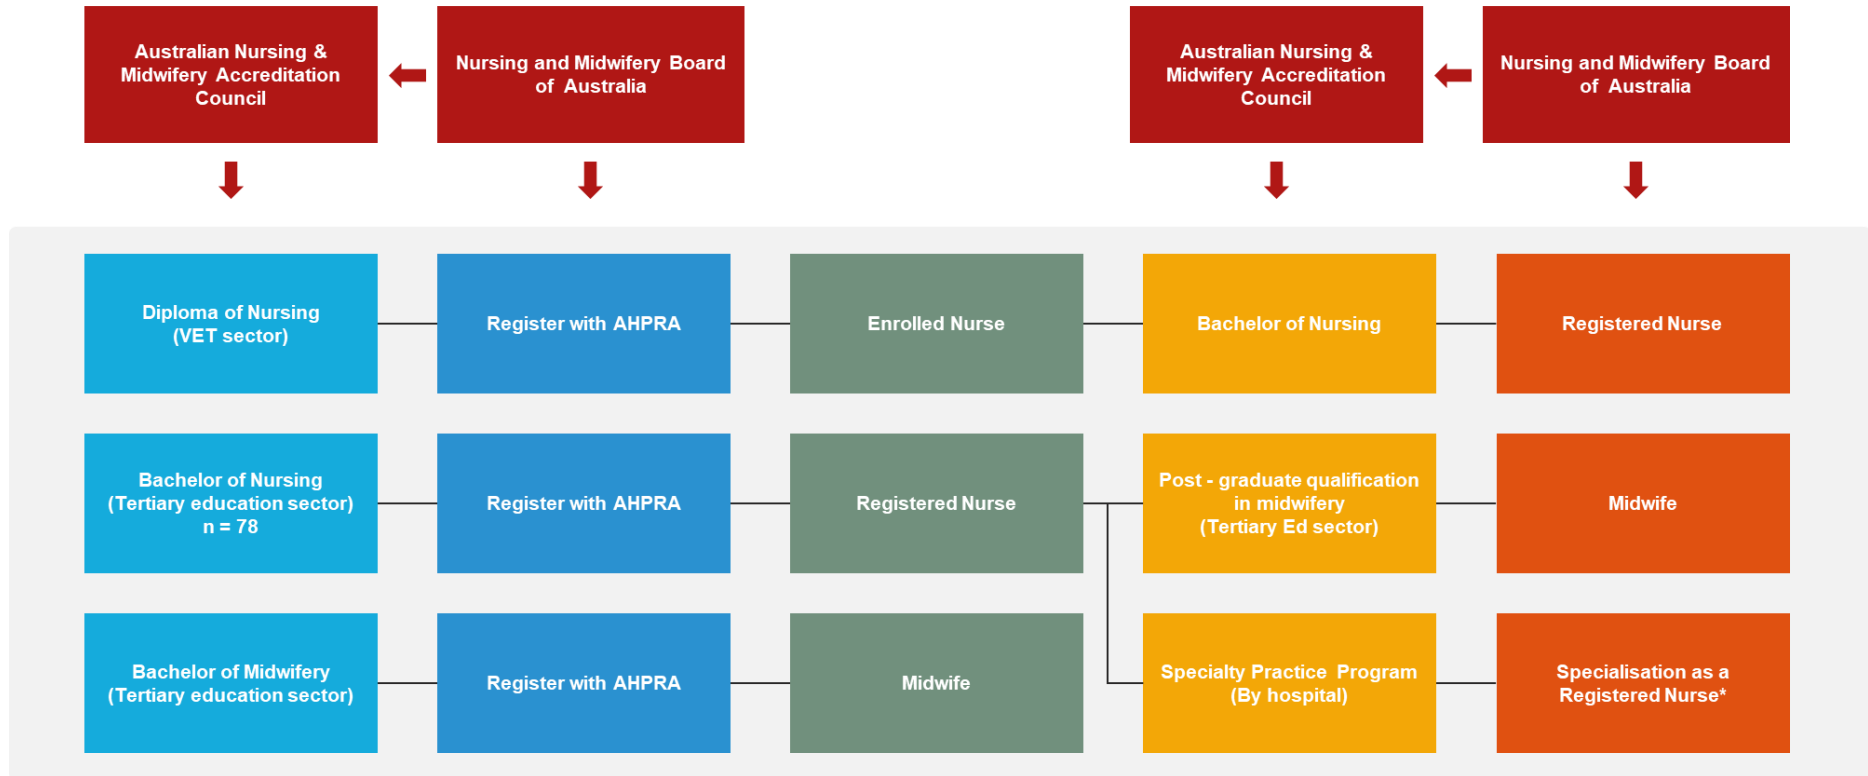 Australian Nursing &
Midwifery Accreditation
Council
Nursing and Midwifery Board
of Australia
Australian Nursing &
Midwifery Accreditation
Council
Nursing and Midwifery Board
of Australia
Diploma of Nursing
(VET sector)
Register with AHPRA
Enrolled Nurse
Bachelor of Nursing
Registered Nurse
Bachelor of Nursing
(Tertiary education sector)
n = 78
Register with AHPRA
Registered Nurse
Post - graduate qualification
in midwifery
(Tertiary Ed sector)
Midwife
Bachelor of Midwifery
(Tertiary education sector)
Register with AHPRA
Midwife
Specialty Practice Program
(By hospital)
Specialisation as a
Registered Nurse*